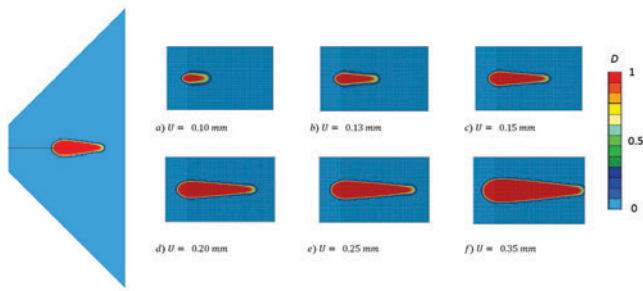 D
1
0.5
0
a) U = 0.10 mm
b) U = 0.13 mm
c) U = 0.15 mm
d) U = 0.20 mm
e) U = 0.25 mm
f) U = 0.35 mm